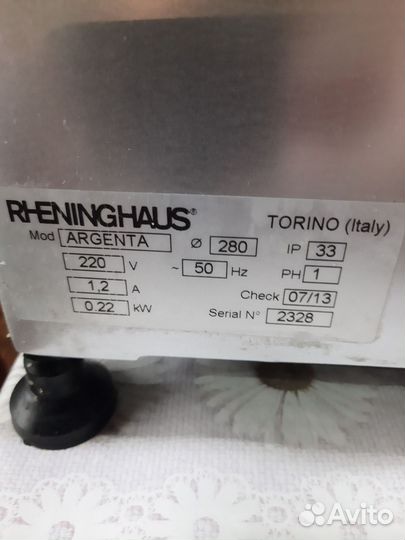 RHENINGHAUS® TORINO (Italy)
Mod ARGENTA Ø 280 IP 33
220 V ~ 50 Hz PH 1
1,2 A Check 07/13
0.22 kW Serial N° 2328
Avito